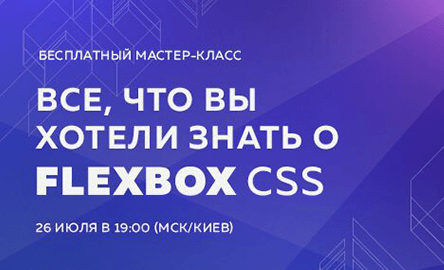 БЕСПЛАТНЫЙ МАСТЕР-КЛАСС
ВСЕ, ЧТО ВЫ
ХОТЕЛИ ЗНАТЬ О
FLEXBOX CSS
26 ИЮЛЯ В 19:00 (МСК/КИЕВ)